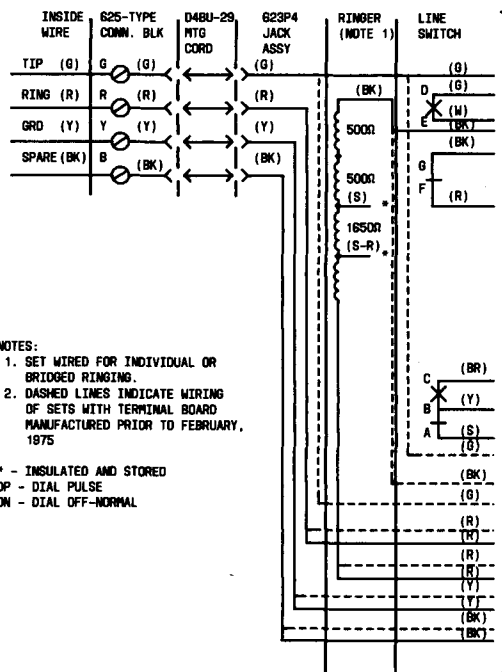 INSIDE WIRE
625-TYPE CONN. BLK
D4BU-29 MTG CORD
623P4 JACK ASSY
RINGER (NOTE 1)
LINE SWITCH
TIP (G) G (G) (G) (G)
D (G)
RING (R) R (R) (R) (BK)
(W)
E (BK)
GRD (Y) Y (Y) (Y) 500Ω (BK)
SPARE (BK) B (BK) (BK) G
500Ω F
(S) * (R)
1650Ω
(S-R) *
NOTES:
1. SET WIRED FOR INDIVIDUAL OR
BRIDGED RINGING.
2. DASHED LINES INDICATE WIRING
OF SETS WITH TERMINAL BOARD
MANUFACTURED PRIOR TO FEBRUARY,
1975
* - INSULATED AND STORED
DP - DIAL PULSE
ON - DIAL OFF-NORMAL
C (BR)
B (Y)
A (S)
(G)
(BK)
(G)
(R)
(R)
(R)
(R)
(Y)
(Y)
(BK)
(BK)